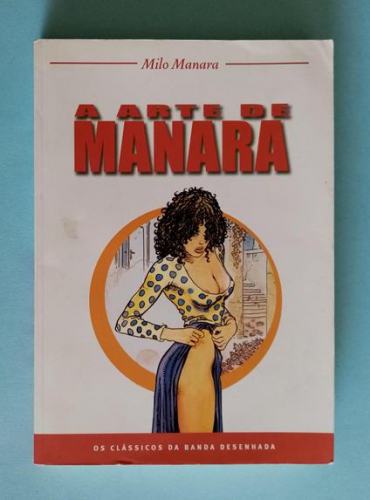 Milo Manara
A ARTE DE
MANARA
OS CLÁSSICOS DA BANDA DESENHADA